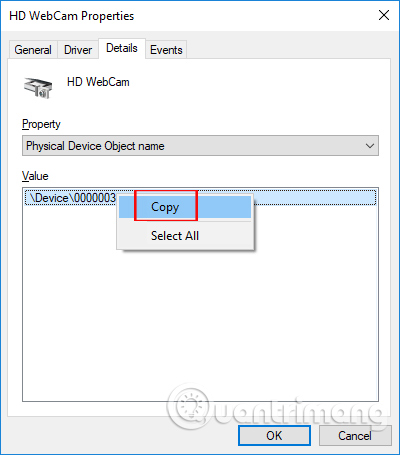 HD WebCam Properties
General
Driver
Details
Events
HD WebCam
Property
Physical Device Object name
Value
\Device\0000003
Copy
Select All
Quantrimang
OK
Cancel